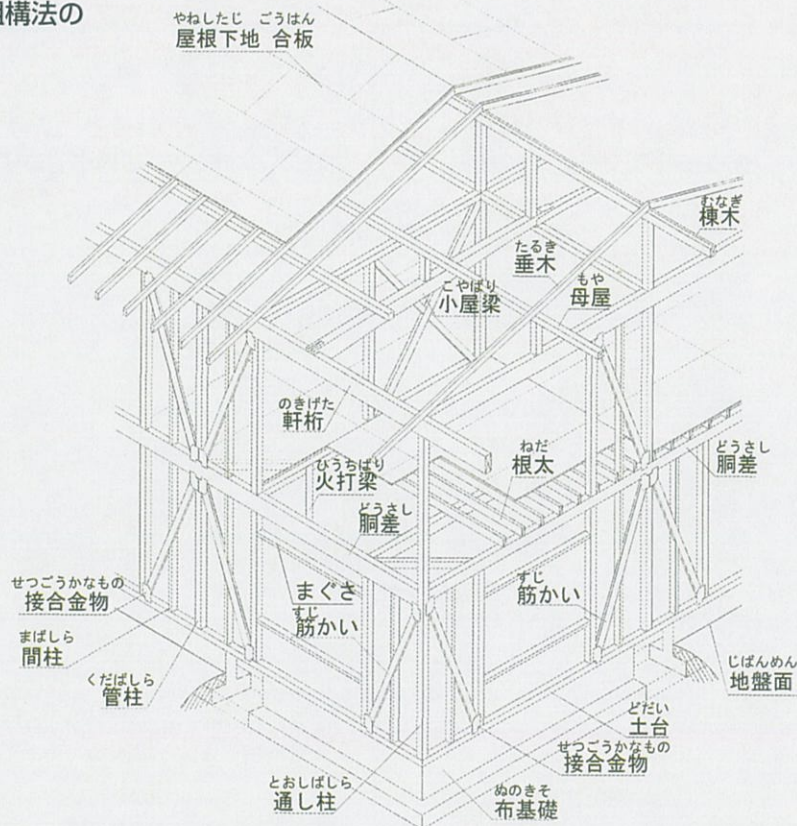 組構法の
やねしたじ ごうはん
屋根下地 合板
むなぎ
棟木
たるき
垂木
もや
母屋
こやばり
小屋梁
のきげた
軒桁
ねだ
根太
どうさし
胴差
ひうちばり
火打梁
どうさし
胴差
せつごうかなもの
接合金物
まぐさ
すじ
筋かい
すじ
筋かい
まばしら
間柱
くだばしら
管柱
じばんめん
地盤面
どだい
土台
せつごうかなもの
接合金物
とおしばしら
通し柱
ぬのきそ
布基礎